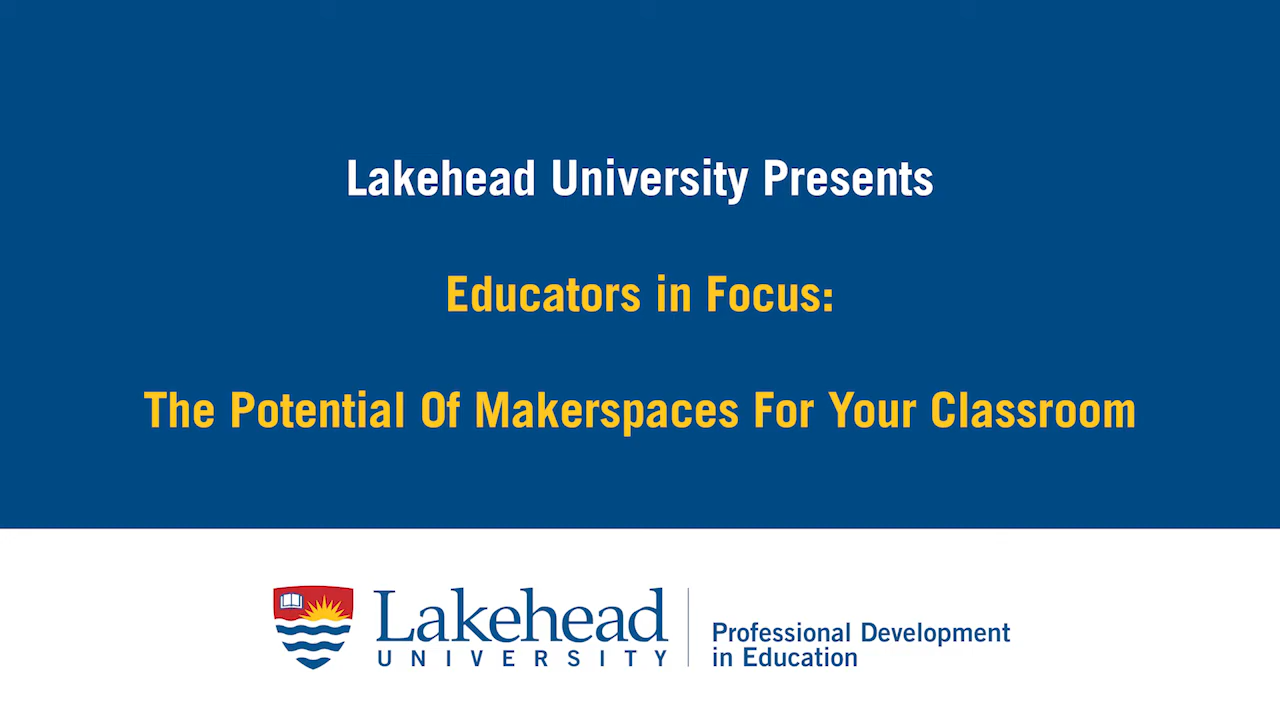 Lakehead University Presents
Educators in Focus:
The Potential Of Makerspaces For Your Classroom
Lakehead
UNIVERSITY
Professional Development
in Education